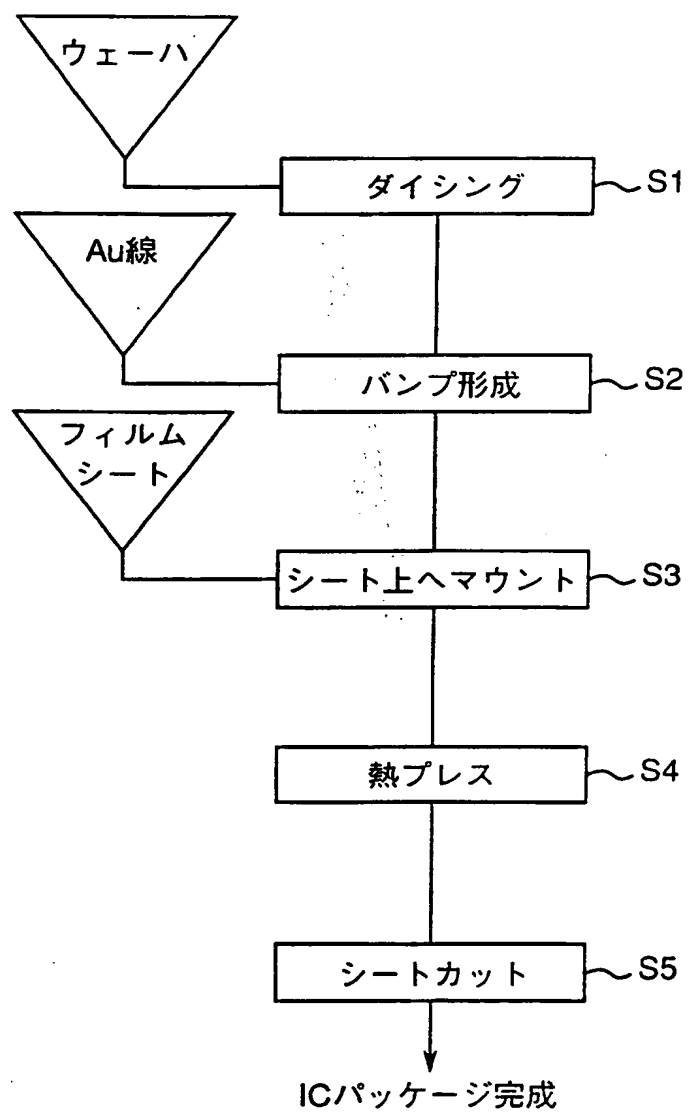 ウェーハ
ダイシング
S1
Au線
バンプ形成
S2
フィルム
シート
シート上へマウント
S3
熱プレス
S4
シートカット
S5
ICパッケージ完成